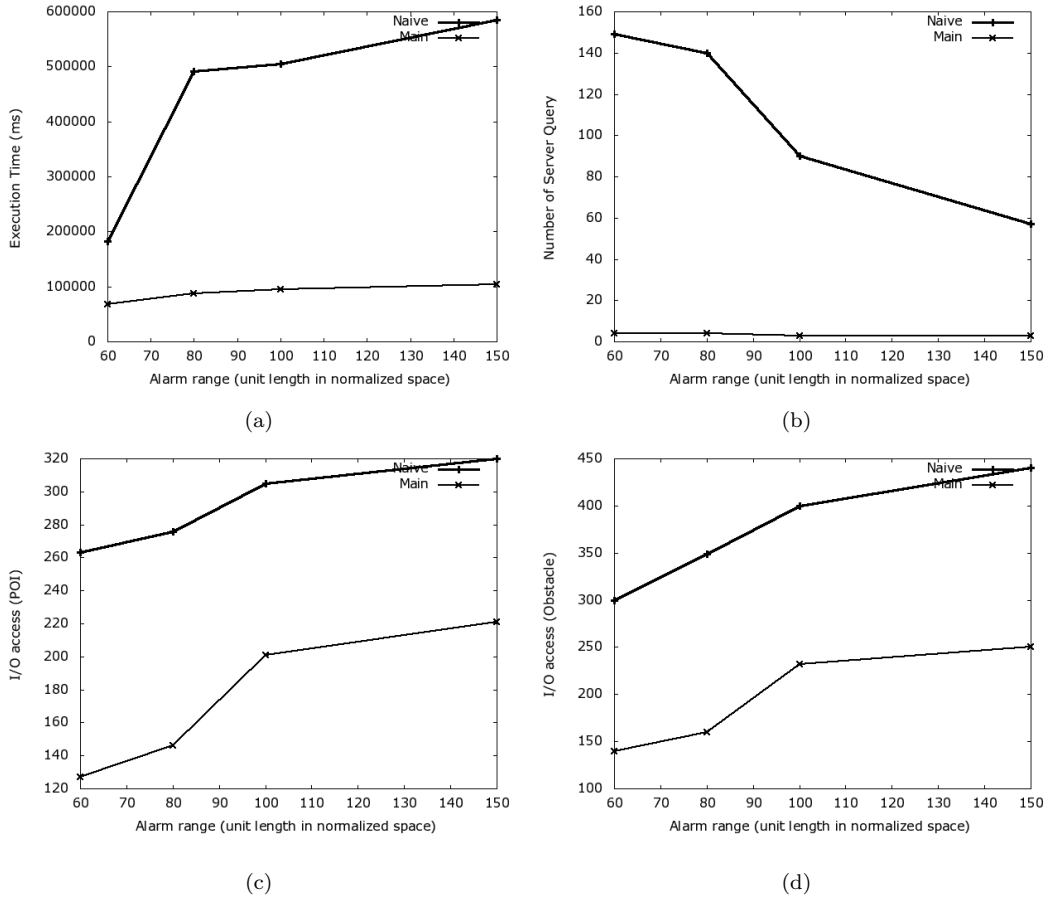 600000
500000
400000
300000
200000
100000
0
Execution Time (ms)
Naive
Main
60 70 80 90 100 110 120 130 140 150
Alarm range (unit length in normalized space)
(a)
160
140
120
100
80
60
40
20
0
Number of Server Query
Naive
Main
60 70 80 90 100 110 120 130 140 150
Alarm range (unit length in normalized space)
(b)
320
300
280
260
240
220
200
180
160
140
120
I/O access (POI)
Naive
Main
60 70 80 90 100 110 120 130 140 150
Alarm range (unit length in normalized space)
(c)
450
400
350
300
250
200
150
100
I/O access (Obstacle)
Naive
Main
60 70 80 90 100 110 120 130 140 150
Alarm range (unit length in normalized space)
(d)